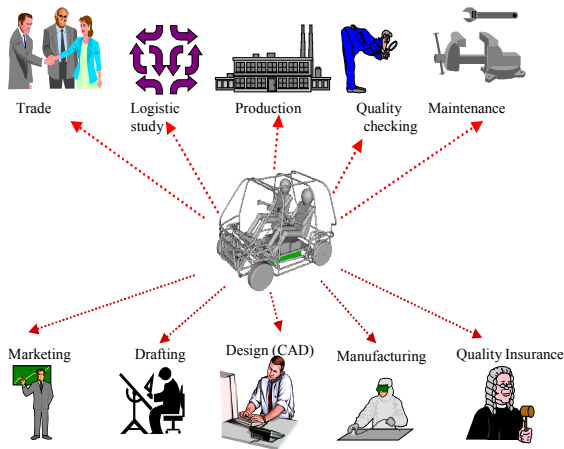 Trade
Logistic
study
Production
Quality
checking
Maintenance
Marketing
Drafting
Design (CAD)
Manufacturing
Quality Insurance